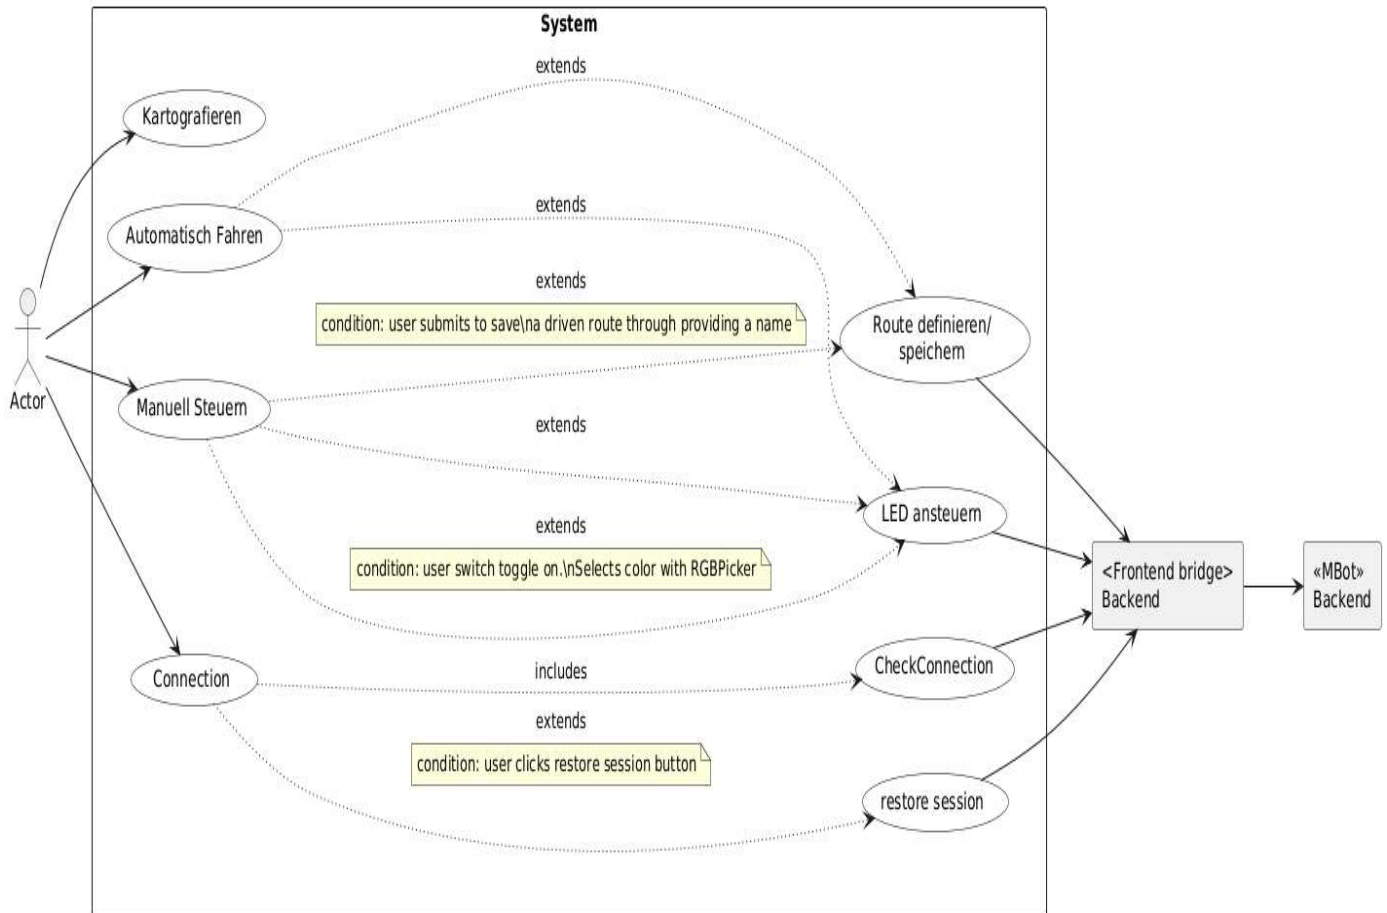 System
extends
Kartografieren
extends
Automatisch Fahren
extends
condition: user submits to save\na driven route through providing a name
Route definieren/
speichern
Actor
Manuell Steuern
extends
LED ansteuern
extends
condition: user switch toggle on.\nSelects color with RGBPicker
<Frontend bridge>
Backend
«MBot»
Backend
Connection
includes
CheckConnection
extends
condition: user clicks restore session button
restore session